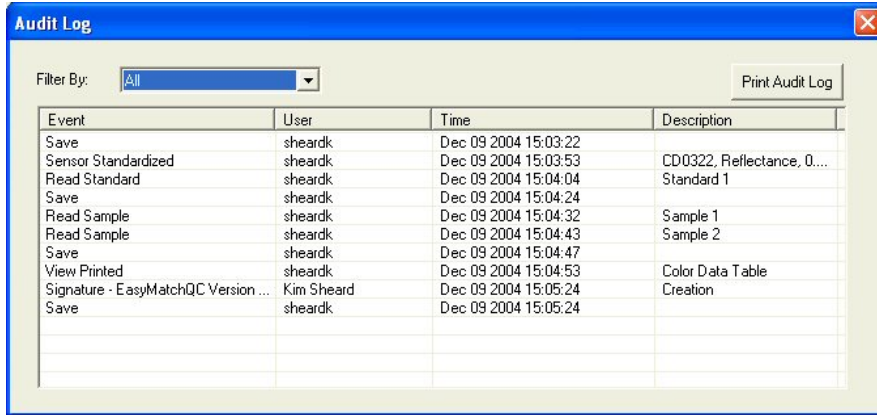 Audit Log
Filter By: All Print Audit Log
Event User Time Description
Save sheardk Dec 09 2004 15:03:22
Sensor Standardized sheardk Dec 09 2004 15:03:53 CD0322, Reflectance, 0....
Read Standard sheardk Dec 09 2004 15:04:04 Standard 1
Save sheardk Dec 09 2004 15:04:24
Read Sample sheardk Dec 09 2004 15:04:32 Sample 1
Read Sample sheardk Dec 09 2004 15:04:43 Sample 2
Save sheardk Dec 09 2004 15:04:47
View Printed sheardk Dec 09 2004 15:04:53 Color Data Table
Signature - EasyMatchQC Version ... Kim Sheard Dec 09 2004 15:05:24 Creation
Save sheardk Dec 09 2004 15:05:24